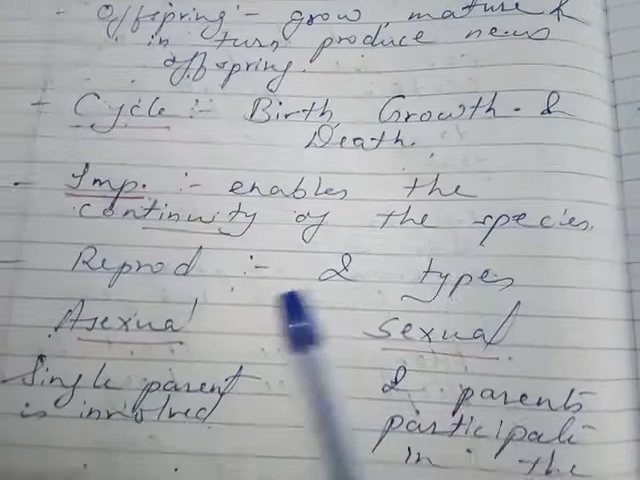 - Offspring :- grow, mature &
in turn produce news
offspring.
- Cycle :- Birth, Growth - &
Death.
- Imp. :- enables the
continuity of the species.
- Reprod :- 2 types
Asexual Sexual
Single parent 2 parents
is involved participate
in the